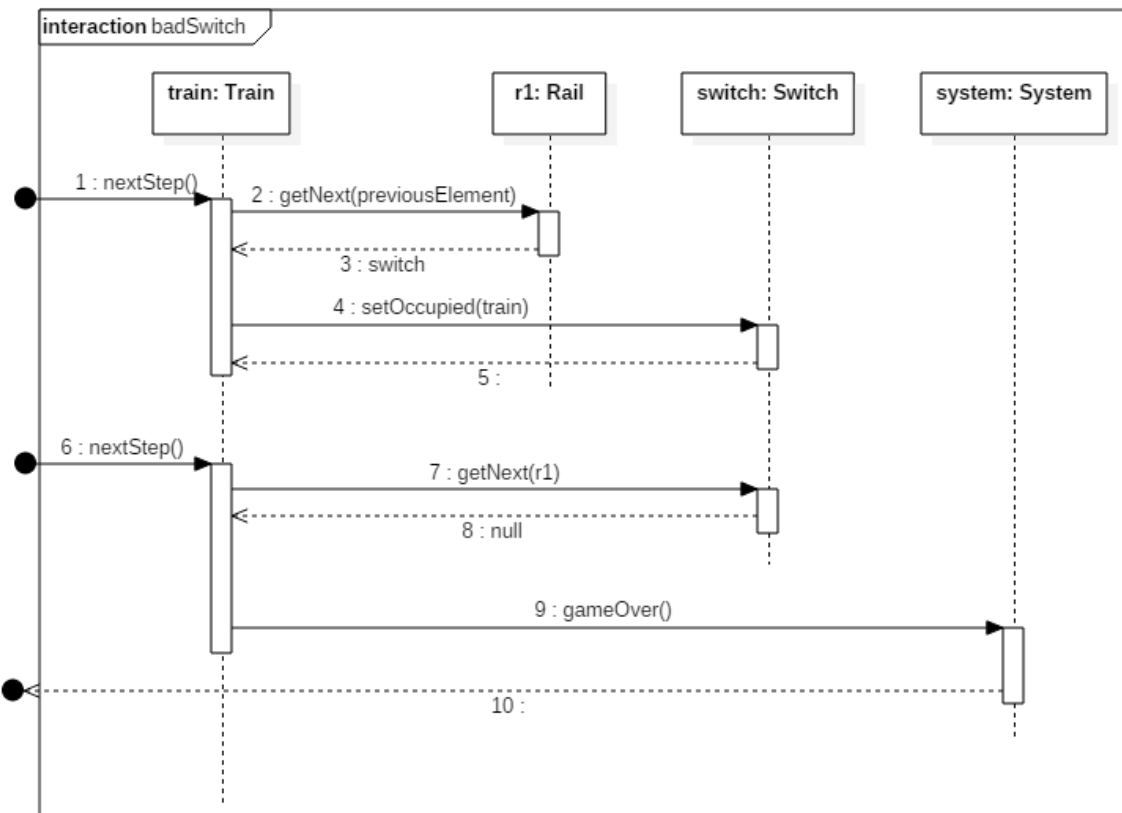 interaction badSwitch
train: Train
r1: Rail
switch: Switch
system: System
1 : nextStep()
2 : getNext(previousElement)
3 : switch
4 : setOccupied(train)
5 :
6 : nextStep()
7 : getNext(r1)
8 : null
9 : gameOver()
10 :